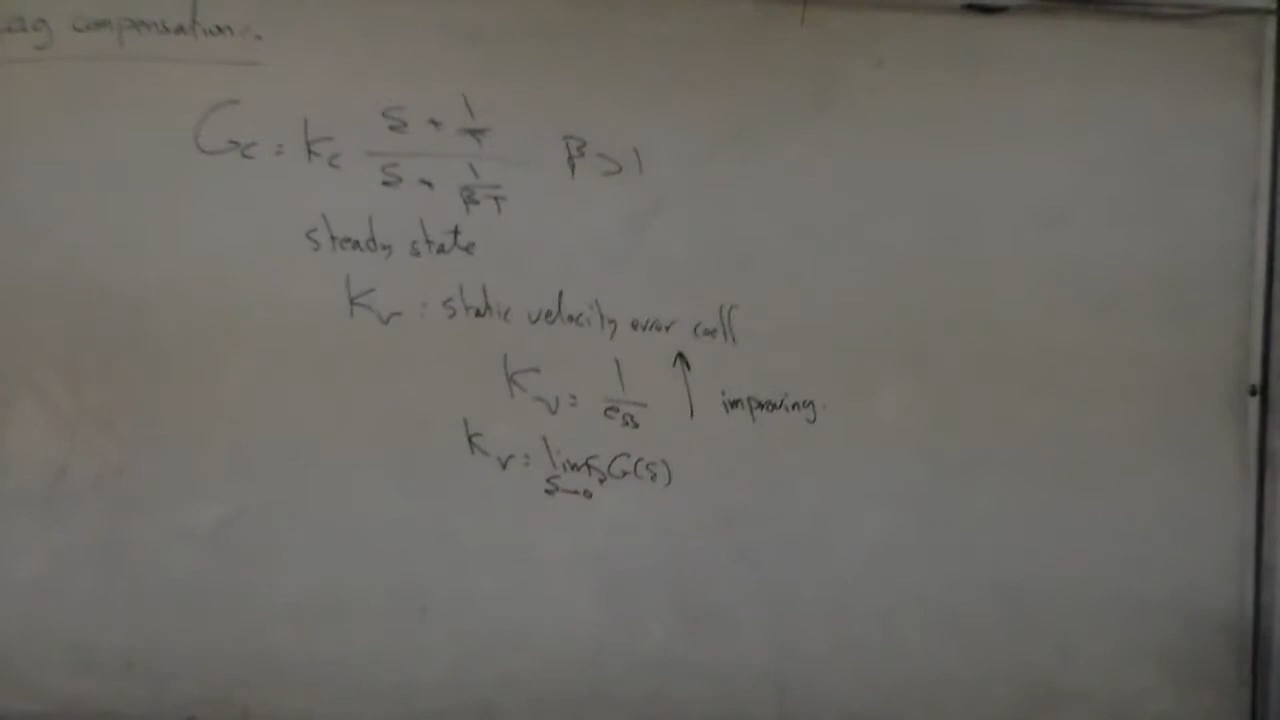 ag compensation:.
Gc = Kc (s + 1/T) / (s + 1/(βT)) β > 1
steady state
Kv : static velocity error coeff
Kv = 1/ess ↑ improving.
Kv = lim s→0 s G(s)